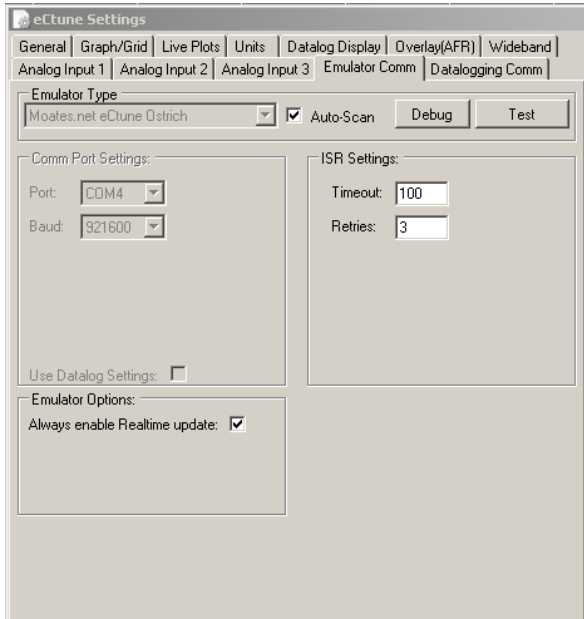 eCtune Settings
General Graph/Grid Live Plots Units Datalog Display Overlay(AFR) Wideband
Analog Input 1 Analog Input 2 Analog Input 3 Emulator Comm Datalogging Comm
Emulator Type
Moates.net eCtune Ostrich Auto-Scan Debug Test
Comm Port Settings:
Port: COM4
Baud: 921600
Use Datalog Settings:
ISR Settings:
Timeout: 100
Retries: 3
Emulator Options:
Always enable Realtime update: